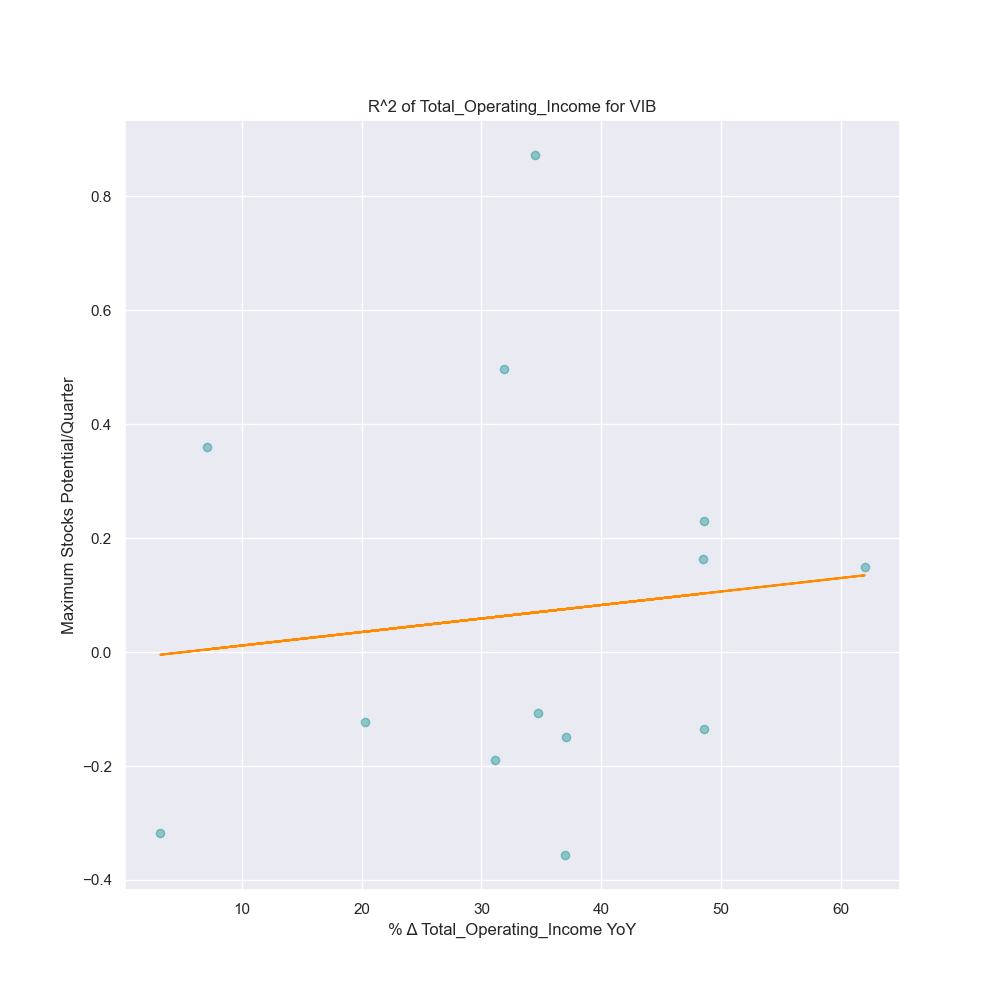 R^2 of Total_Operating_Income for VIB
Maximum Stocks Potential/Quarter
0.8
0.6
0.4
0.2
0.0
−0.2
−0.4
10 20 30 40 50 60
% Δ Total_Operating_Income YoY